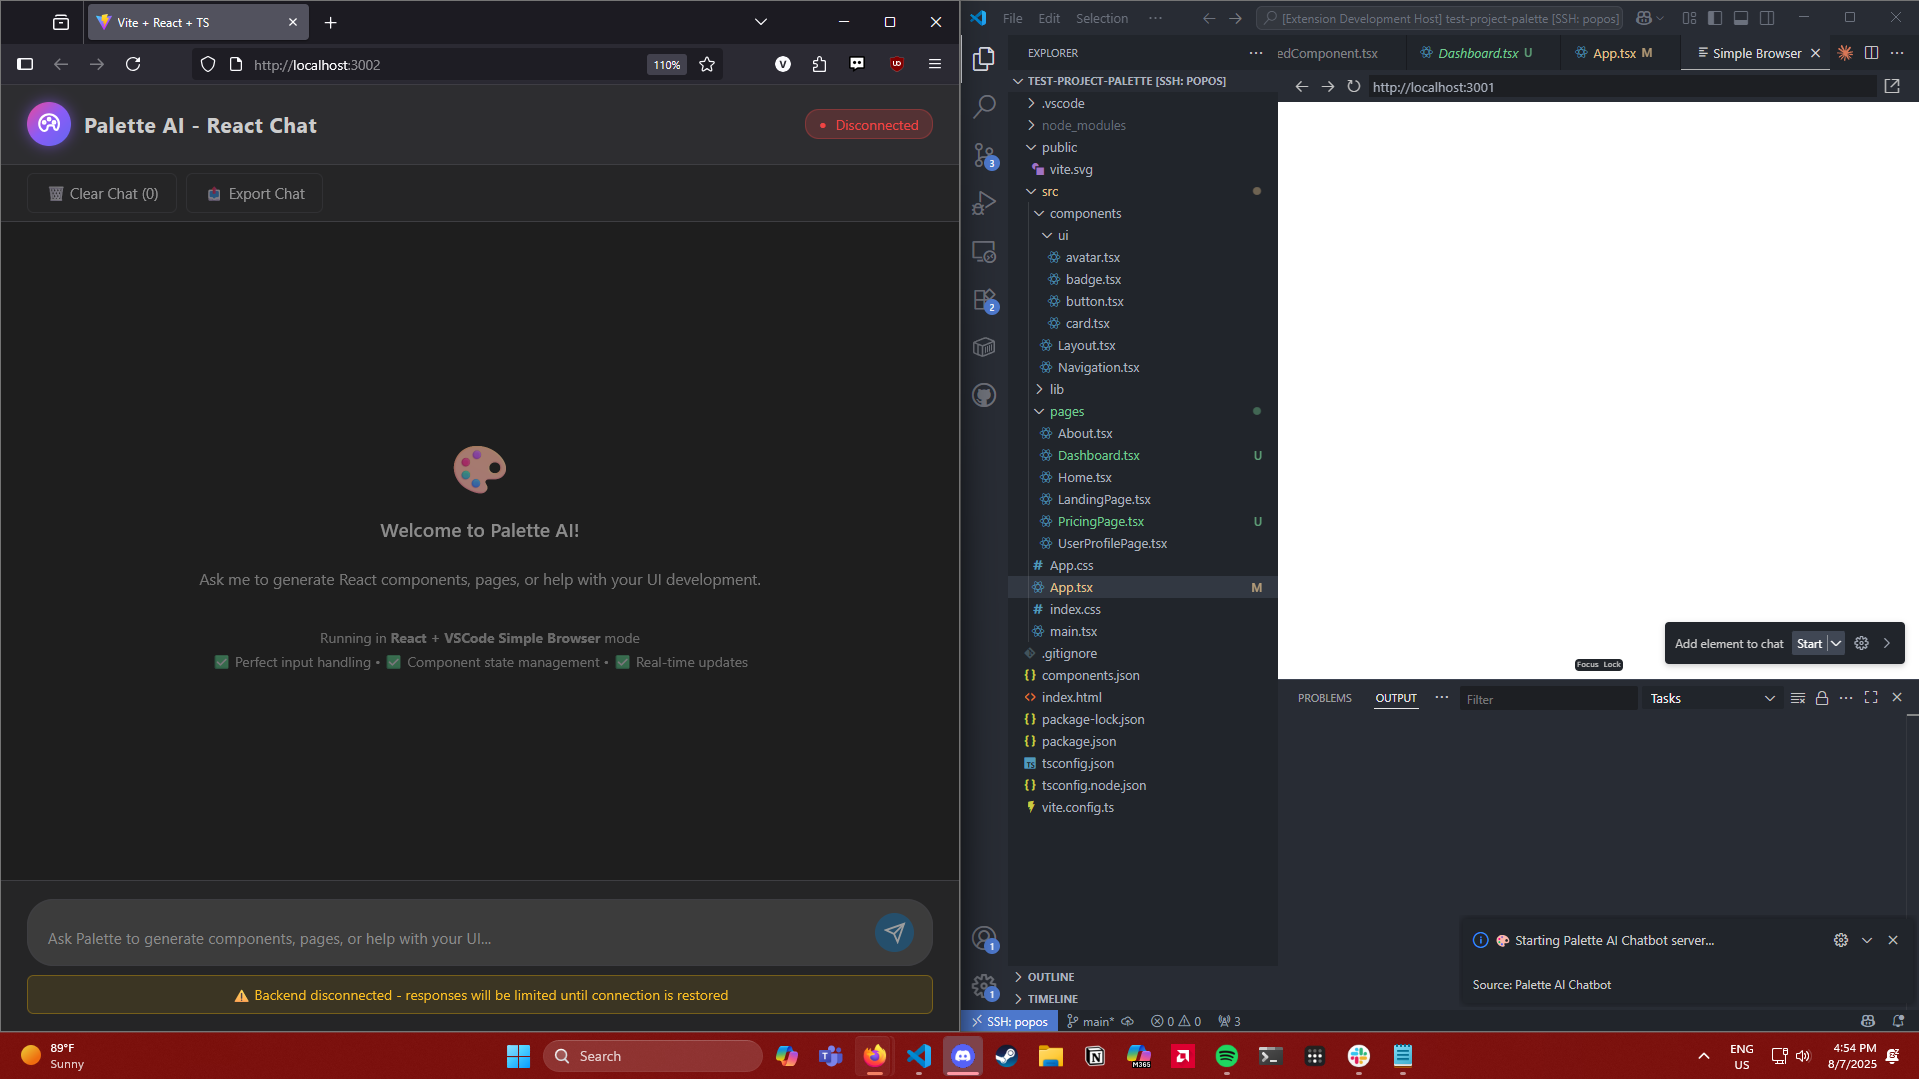 Vite + React + TS
http://localhost:3002
110%
Palette AI - React Chat
Disconnected
Clear Chat (0)
Export Chat
Welcome to Palette AI!
Ask me to generate React components, pages, or help with your UI development.
Running in React + VSCode Simple Browser mode
✅ Perfect input handling • ✅ Component state management • ✅ Real-time updates
Ask Palette to generate components, pages, or help with your UI...
⚠ Backend disconnected - responses will be limited until connection is restored
File Edit Selection ···
[Extension Development Host] test-project-palette [SSH: popos]
EXPLORER
edComponent.tsx
Dashboard.tsx U
App.tsx M
Simple Browser
http://localhost:3001
TEST-PROJECT-PALETTE [SSH: POPOS]
.vscode
node_modules
public
vite.svg
src
components
ui
avatar.tsx
badge.tsx
button.tsx
card.tsx
Layout.tsx
Navigation.tsx
lib
pages
About.tsx
Dashboard.tsx U
Home.tsx
LandingPage.tsx
PricingPage.tsx U
UserProfilePage.tsx
# App.css
App.tsx M
# index.css
main.tsx
.gitignore
{} components.json
<> index.html
{} package-lock.json
{} package.json
TS tsconfig.json
{} tsconfig.node.json
vite.config.ts
OUTLINE
TIMELINE
3
2
1
1
Add element to chat Start
Focus Lock
PROBLEMS OUTPUT ···
Filter
Tasks
Starting Palette AI Chatbot server...
Source: Palette AI Chatbot
SSH: popos
main*
0 0
3
89°F
Sunny
Search
M365
ENG
US
4:54 PM
8/7/2025